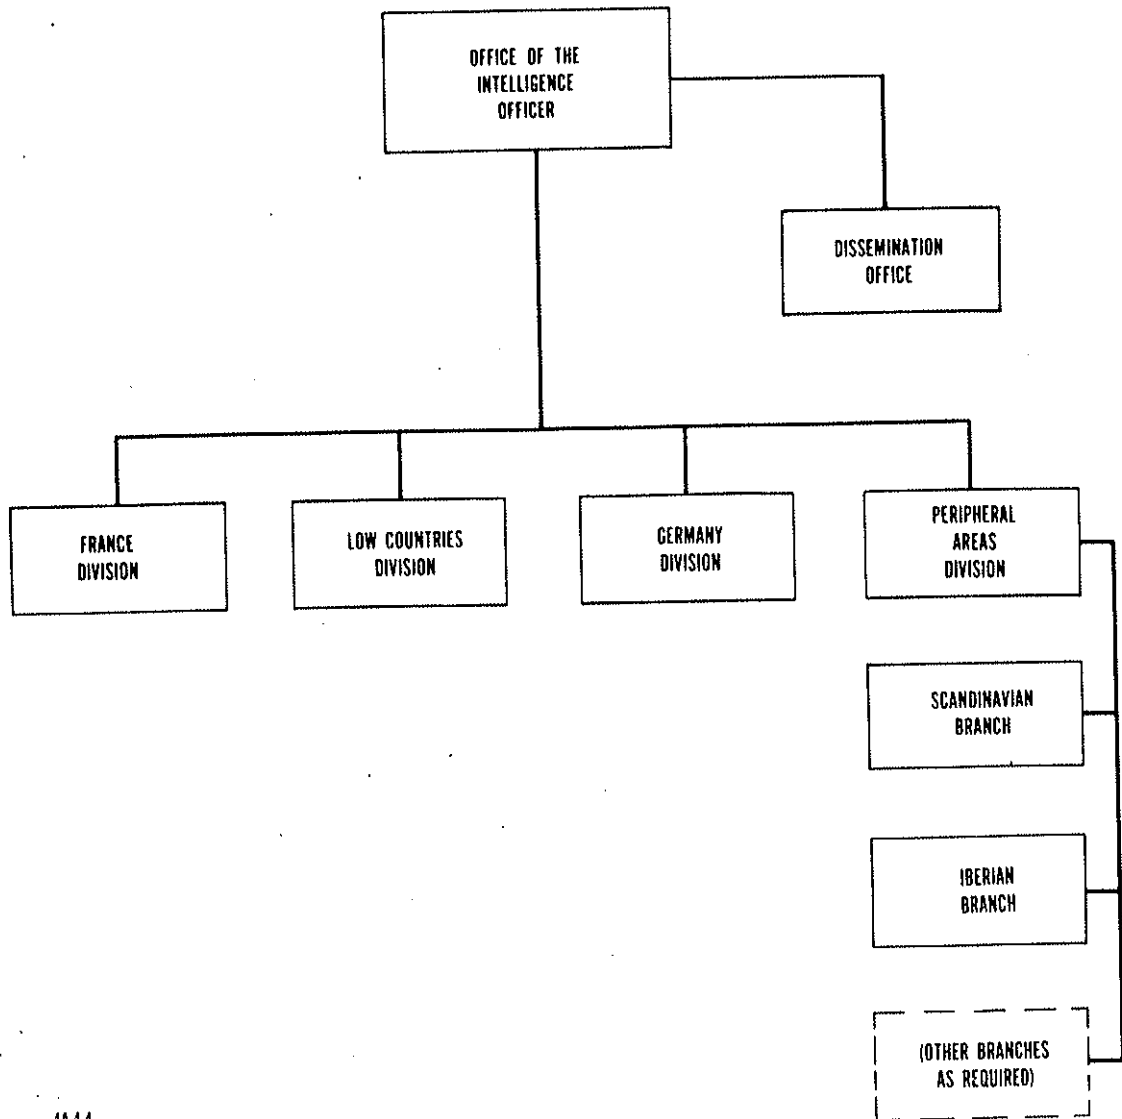 OFFICE OF THE
INTELLIGENCE
OFFICER
DISSEMINATION
OFFICE
FRANCE
DIVISION
LOW COUNTRIES
DIVISION
GERMANY
DIVISION
PERIPHERAL
AREAS
DIVISION
SCANDINAVIAN
BRANCH
IBERIAN
BRANCH
(OTHER BRANCHES
AS REQUIRED)